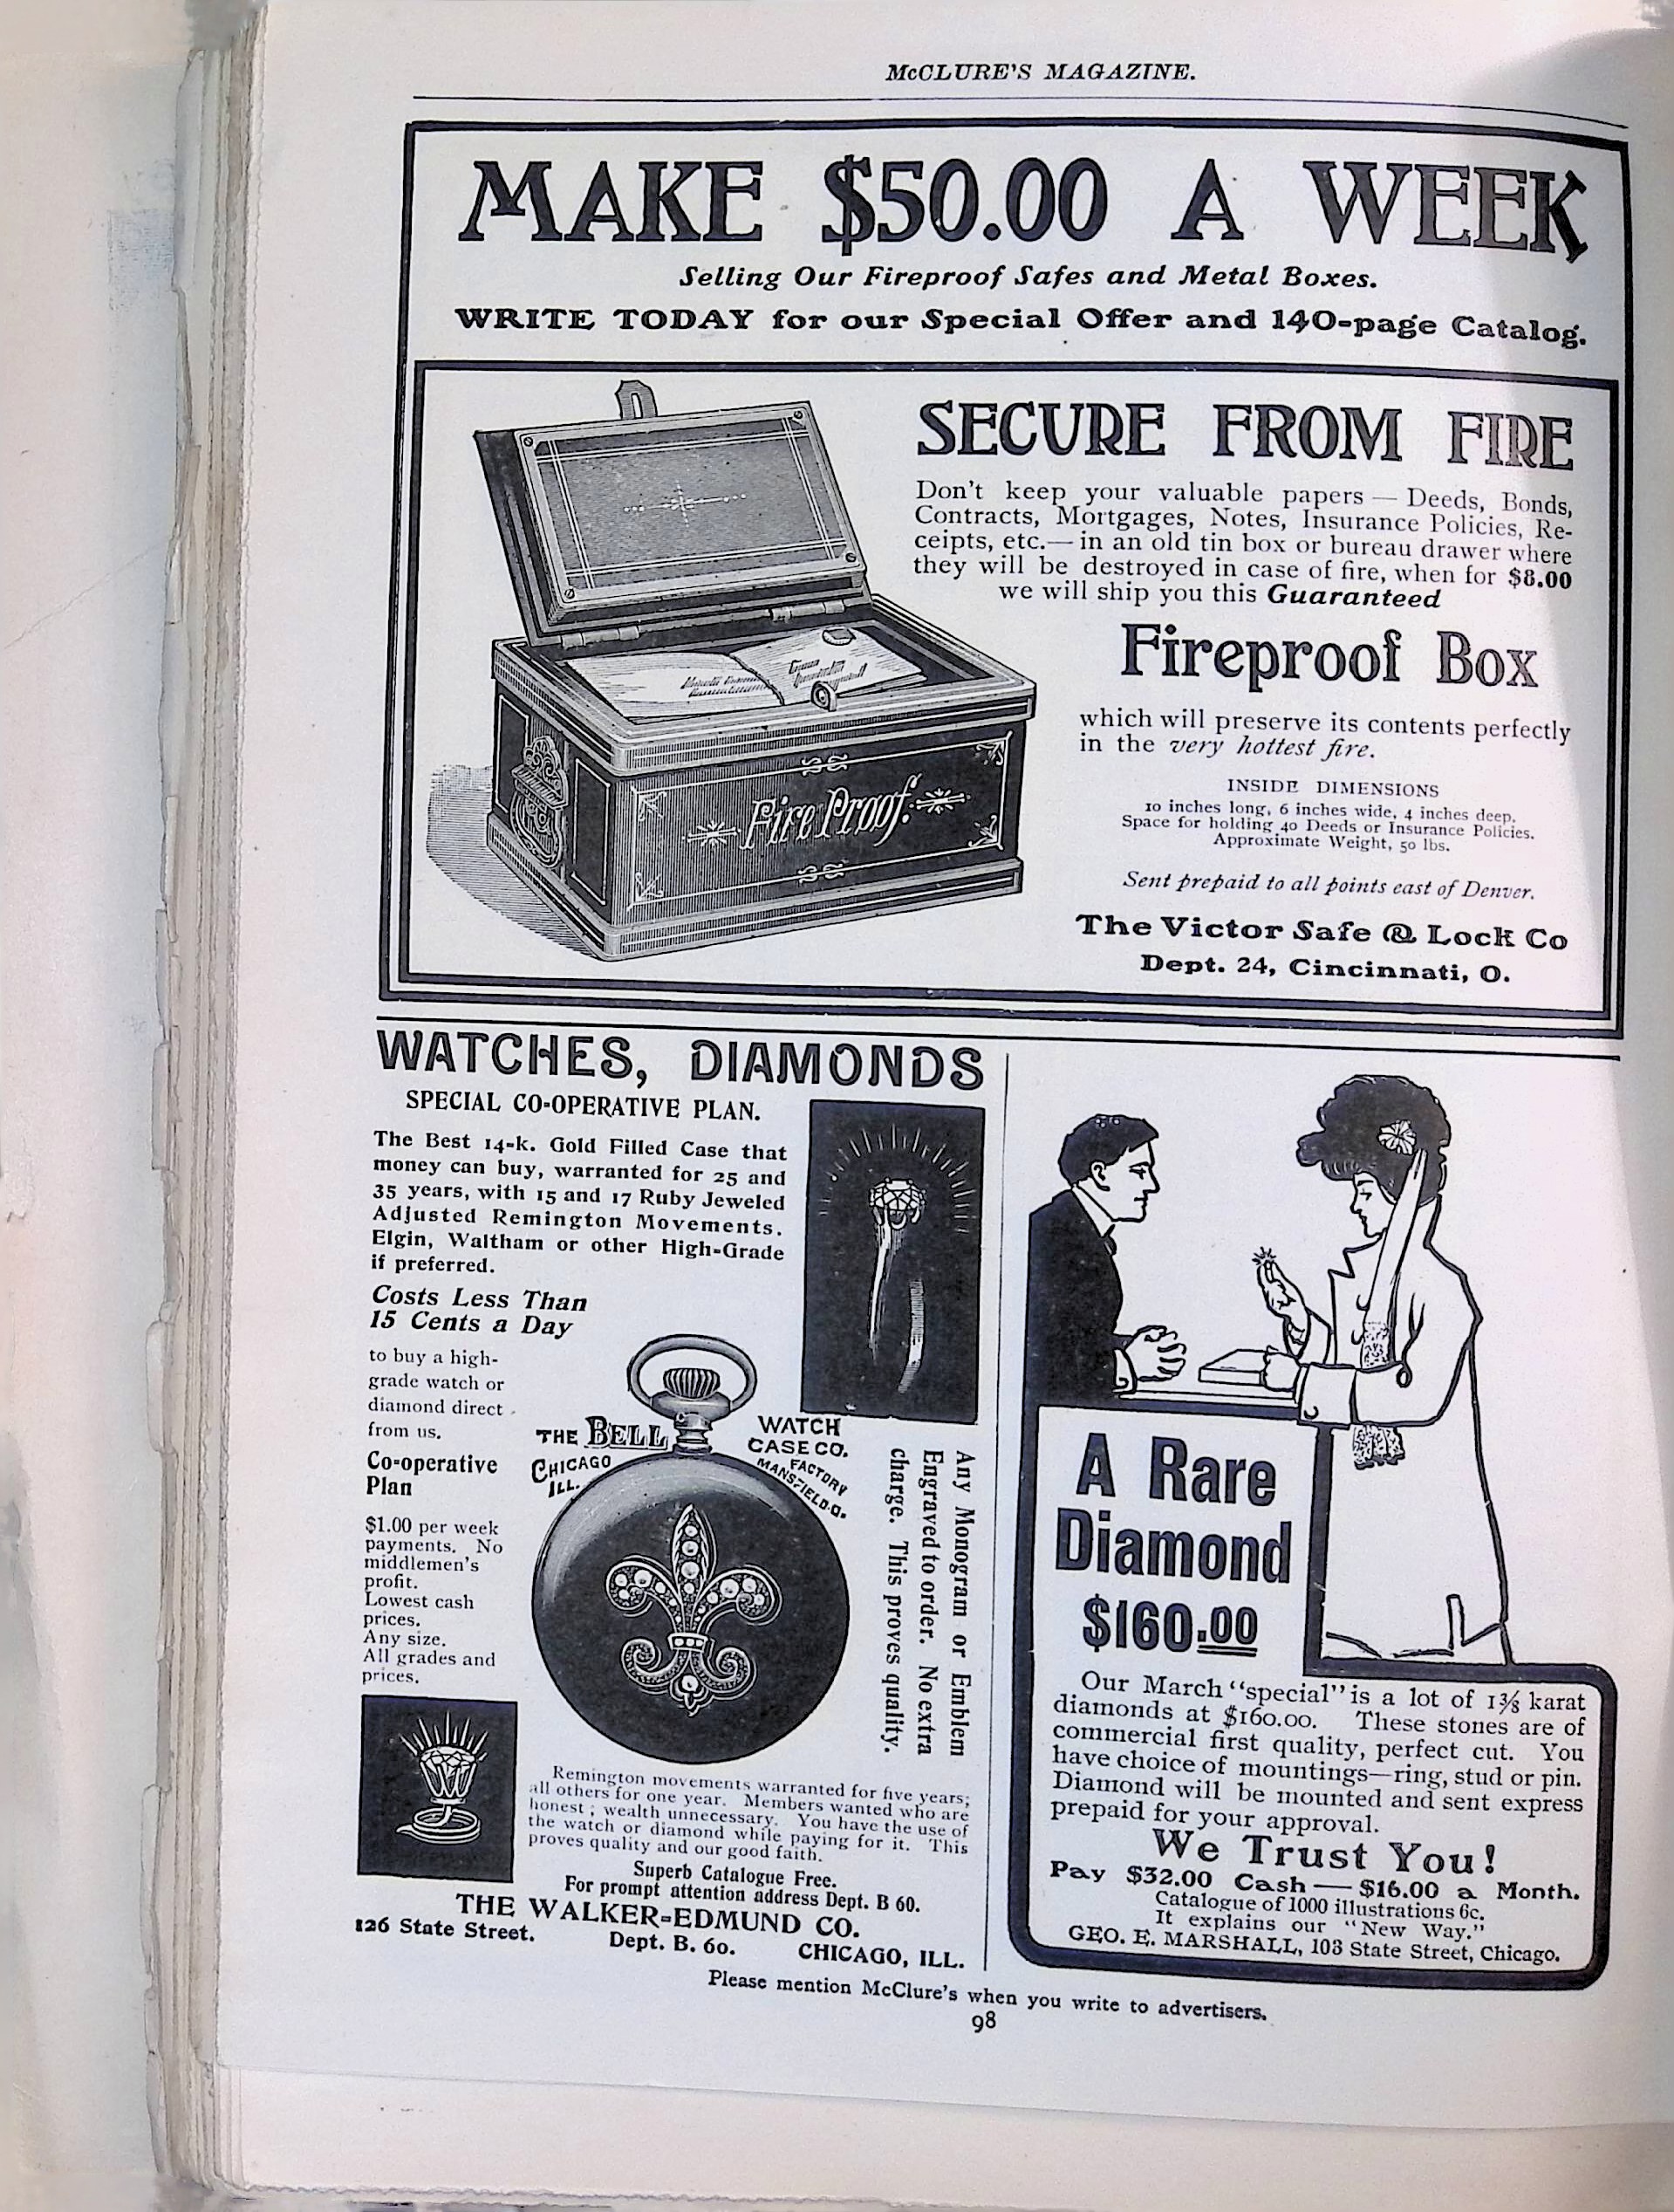 McCLURE'S MAGAZINE.
MAKE $50.00 A WEEK
Selling Our Fireproof Safes and Metal Boxes.
WRITE TODAY for our Special Offer and 140-page Catalog.
SECURE FROM FIRE
Don't keep your valuable papers — Deeds, Bonds,
Contracts, Mortgages, Notes, Insurance Policies, Re-
ceipts, etc.— in an old tin box or bureau drawer where
they will be destroyed in case of fire, when for $8.00
we will ship you this Guaranteed
Fireproof Box
which will preserve its contents perfectly
in the very hottest fire.
INSIDE DIMENSIONS
10 inches long, 6 inches wide, 4 inches deep.
Space for holding 40 Deeds or Insurance Policies.
Approximate Weight, 50 lbs.
Sent prepaid to all points east of Denver.
The Victor Safe & Lock Co
Dept. 24, Cincinnati, O.
Fire Proof.
WATCHES, DIAMONDS
SPECIAL CO-OPERATIVE PLAN.
The Best 14-k. Gold Filled Case that
money can buy, warranted for 25 and
35 years, with 15 and 17 Ruby Jeweled
Adjusted Remington Movements.
Elgin, Waltham or other High-Grade
if preferred.
Costs Less Than
15 Cents a Day
to buy a high-
grade watch or
diamond direct
from us.
Co-operative
Plan
$1.00 per week
payments. No
middlemen's
profit.
Lowest cash
prices.
Any size.
All grades and
prices.
THE BELL WATCH
CASE CO.
CHICAGO
ILL.
FACTORY
MANSFIELD.O.
Any Monogram or Emblem
Engraved to order. No extra
charge. This proves quality.
Remington movements warranted for five years;
all others for one year. Members wanted who are
honest; wealth unnecessary. You have the use of
the watch or diamond while paying for it. This
proves quality and our good faith.
Superb Catalogue Free.
For prompt attention address Dept. B 60.
THE WALKER-EDMUND CO.
126 State Street. Dept. B. 60. CHICAGO, ILL.
A Rare
Diamond
$160.00
Our March "special" is a lot of 1⅜ karat
diamonds at $160.00. These stones are of
commercial first quality, perfect cut. You
have choice of mountings—ring, stud or pin.
Diamond will be mounted and sent express
prepaid for your approval.
We Trust You!
Pay $32.00 Cash — $16.00 a Month.
Catalogue of 1000 illustrations 6c.
It explains our "New Way."
GEO. E. MARSHALL, 103 State Street, Chicago.
Please mention McClure's when you write to advertisers.
98